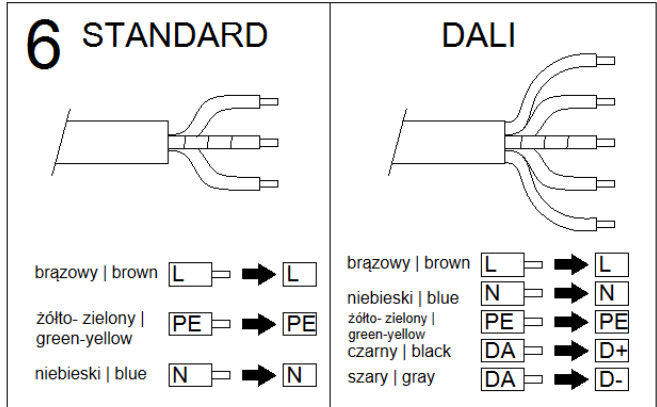 6 STANDARD
brązowy | brown L L
żółto- zielony |
green-yellow PE PE
niebieski | blue N N
DALI
brązowy | brown L L
niebieski | blue N N
żółto- zielony |
green-yellow PE PE
czarny | black DA D+
szary | gray DA D-